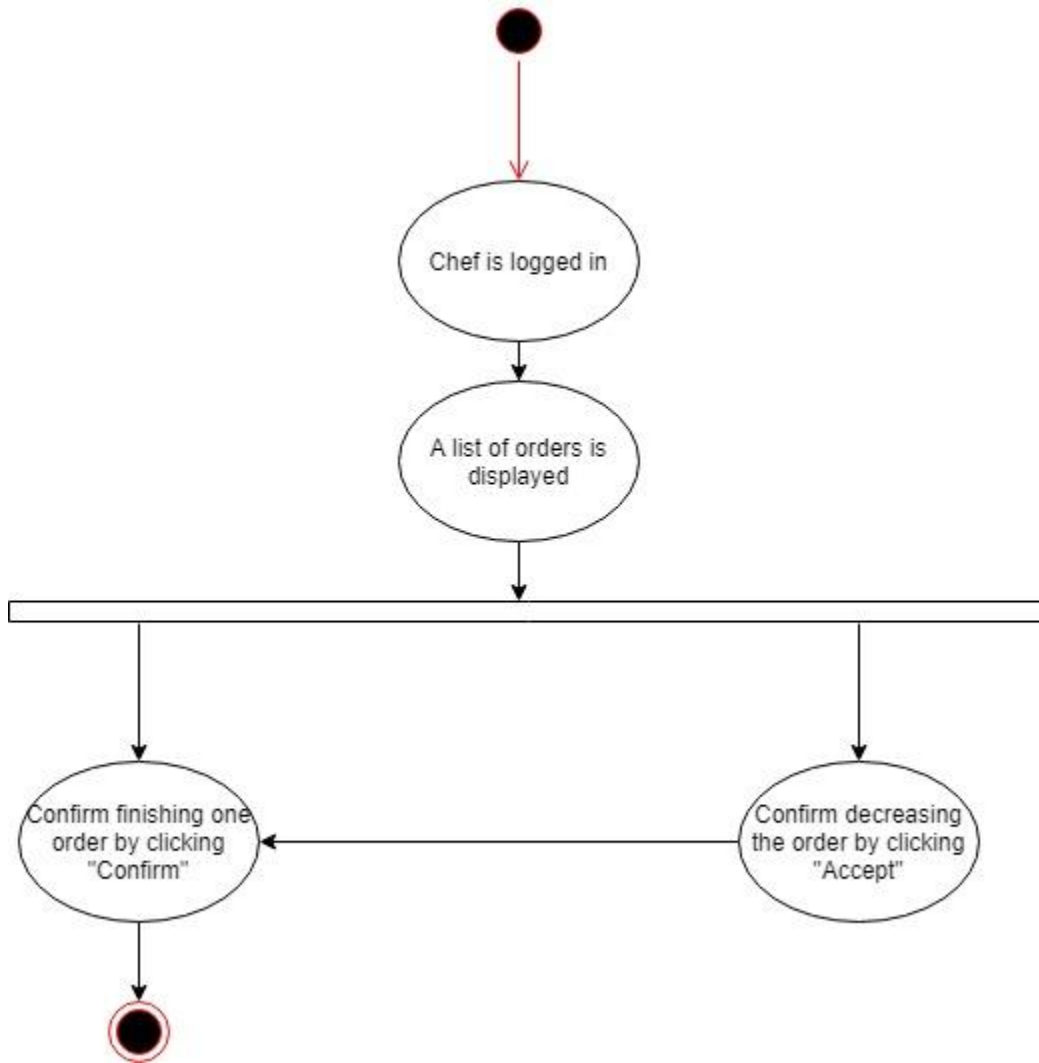 Chef is logged in
A list of orders is
displayed
Confirm finishing one
order by clicking
"Confirm"
Confirm decreasing
the order by clicking
"Accept"